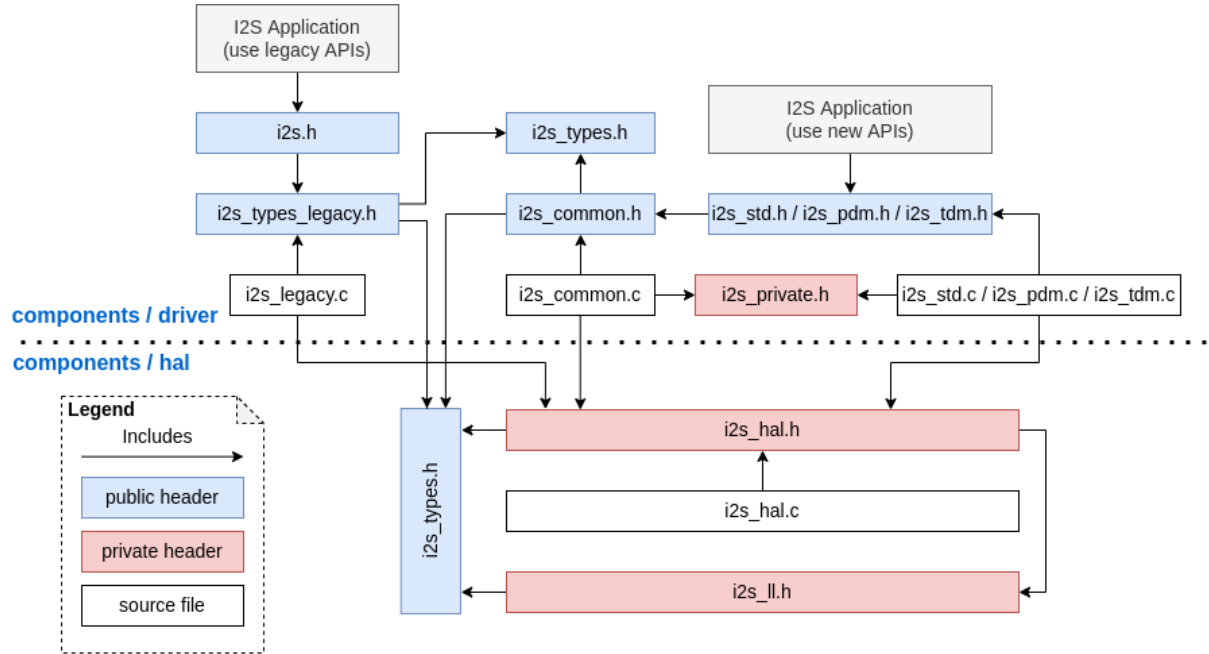 I2S Application
(use legacy APIs)
I2S Application
(use new APIs)
i2s.h
i2s_types.h
i2s_types_legacy.h
i2s_common.h
i2s_std.h / i2s_pdm.h / i2s_tdm.h
i2s_legacy.c
i2s_common.c
i2s_private.h
i2s_std.c / i2s_pdm.c / i2s_tdm.c
components / driver
components / hal
Legend
Includes
public header
private header
source file
i2s_types.h
i2s_hal.h
i2s_hal.c
i2s_ll.h